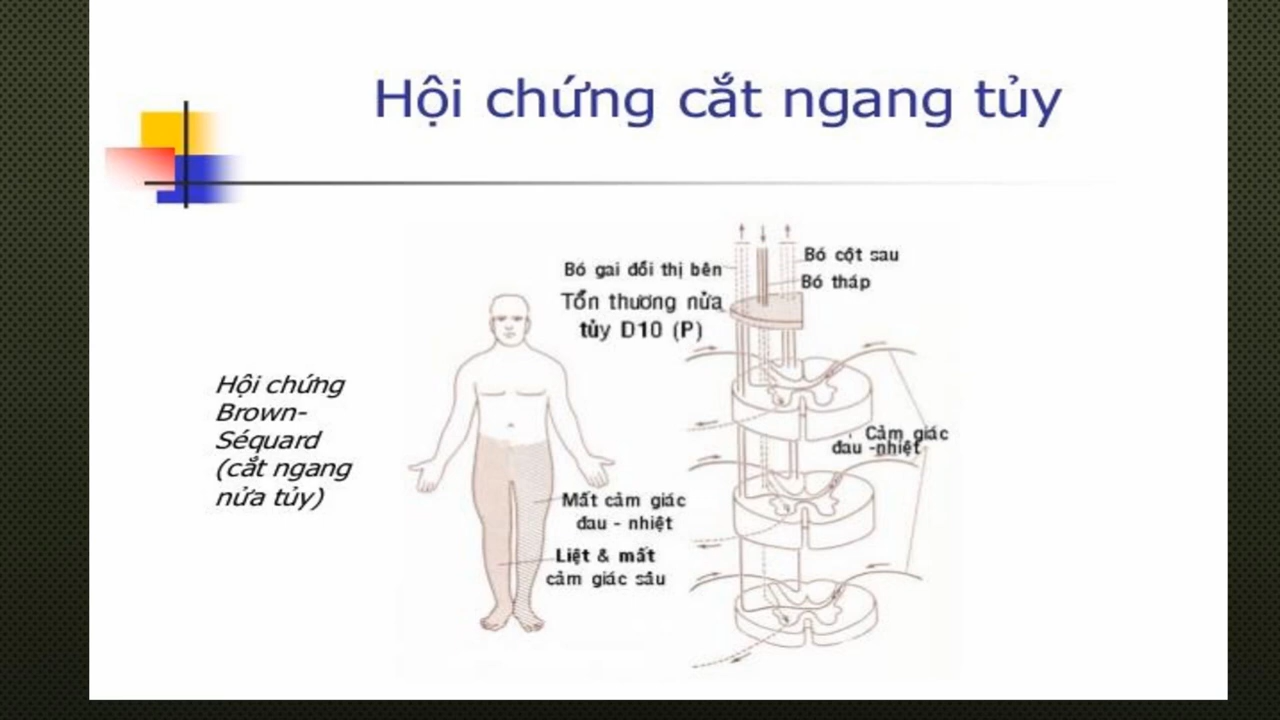 Hội chứng cắt ngang tủy
Hội chứng
Brown-
Séquard
(cắt ngang
nửa tủy)
Bó gai đồi thị bên
Tổn thương nửa
tủy D10 (P)
Bó cột sau
Bó tháp
Cảm giác
đau -nhiệt
Mất cảm giác
đau - nhiệt
Liệt & mất
cảm giác sâu